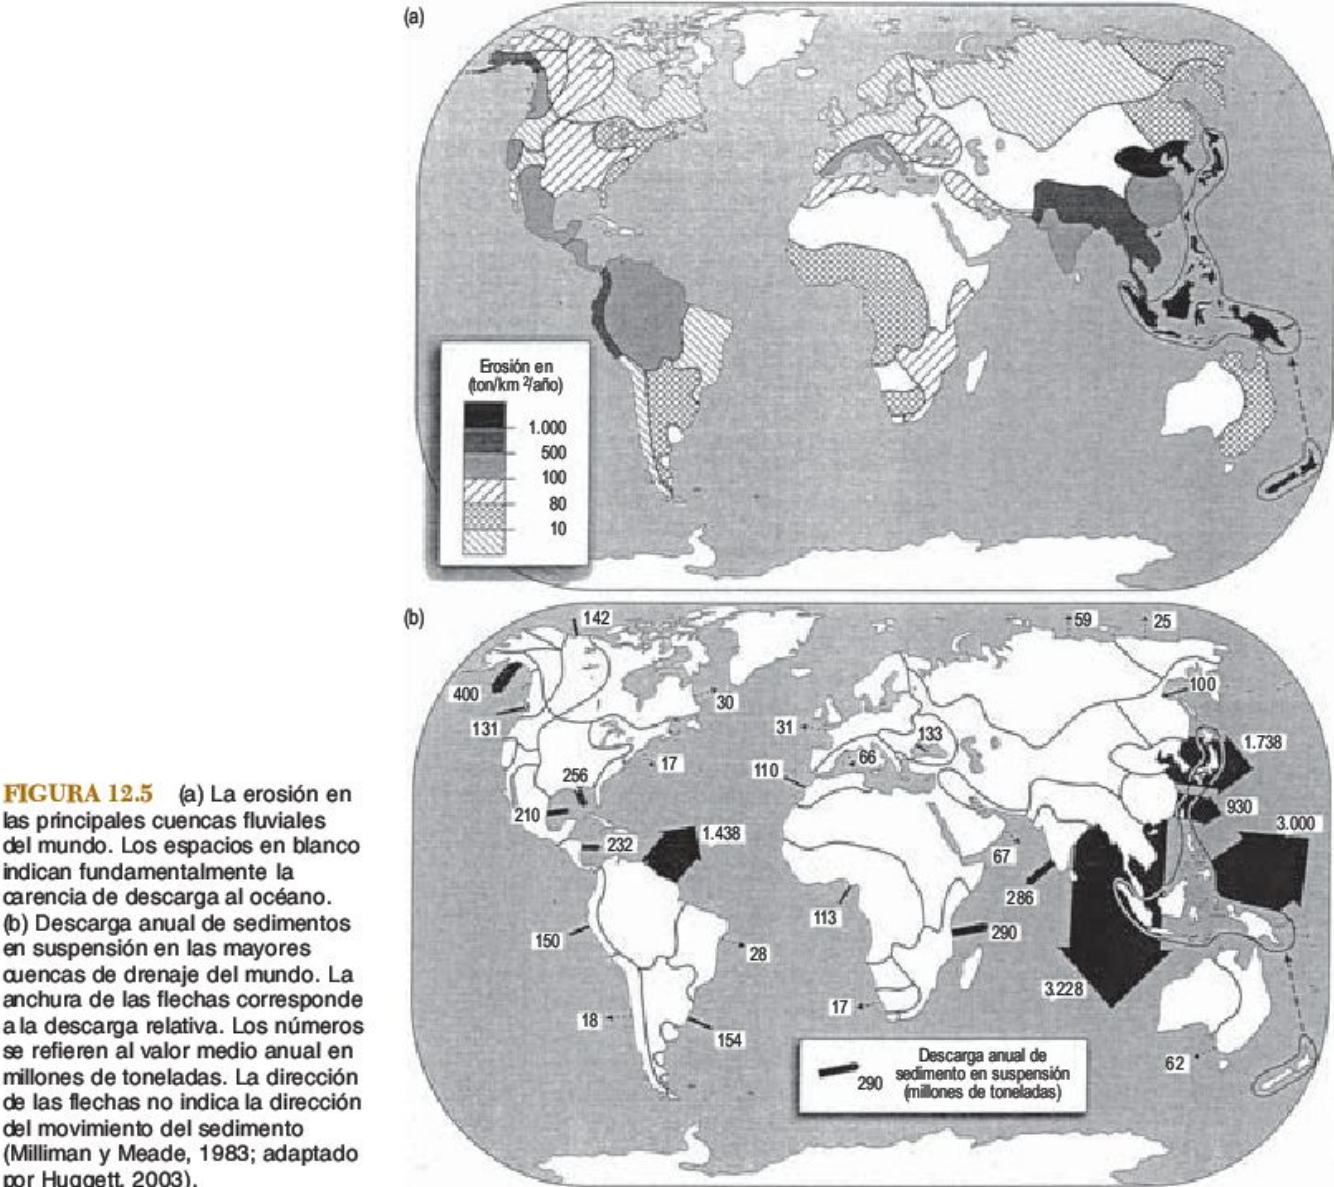 (a)
Erosión en
(ton/km ²/año)
1.000
500
100
80
10
(b)
142
59
25
400
30
100
131
31
133
1.738
17
66
110
256
930
210
1.438
3.000
232
67
286
113
290
150
28
3.228
17
18
154
62
Descarga anual de
sedimento en suspensión
(millones de toneladas)
290
FIGURA 12.5 (a) La erosión en
las principales cuencas fluviales
del mundo. Los espacios en blanco
indican fundamentalmente la
carencia de descarga al océano.
(b) Descarga anual de sedimentos
en suspensión en las mayores
cuencas de drenaje del mundo. La
anchura de las flechas corresponde
a la descarga relativa. Los números
se refieren al valor medio anual en
millones de toneladas. La dirección
de las flechas no indica la dirección
del movimiento del sedimento
(Milliman y Meade, 1983; adaptado
por Huggett, 2003).